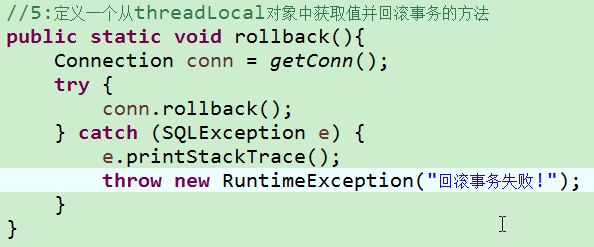 //5:定义一个从threadLocal对象中获取值并回滚事务的方法
public static void rollback(){
    Connection conn = getConn();
    try {
        conn.rollback();
    } catch (SQLException e) {
        e.printStackTrace();
        throw new RuntimeException("回滚事务失败!");
    }
}